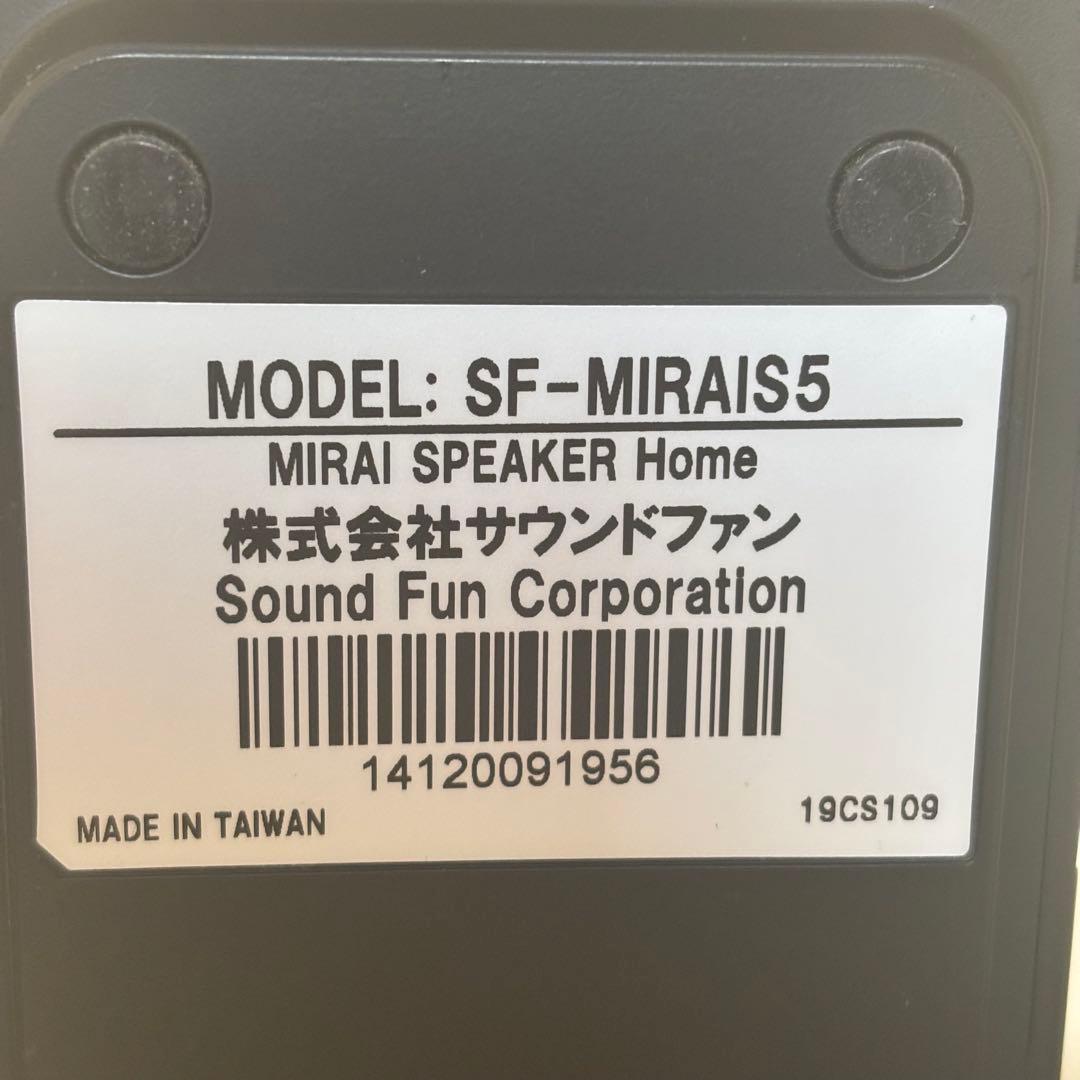 MODEL: SF-MIRAIS5
MIRAI SPEAKER Home
株式会社サウンドファン
Sound Fun Corporation
14120091956
MADE IN TAIWAN
19CS109